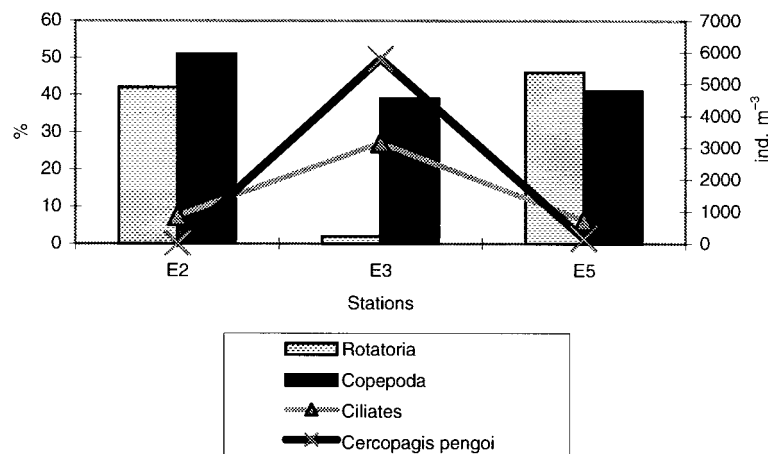 60 7000
50 6000
5000
40
4000
30
3000
20
2000
10 1000
0 0
%
ind. m⁻³
E2 E3 E5
Stations
Rotatoria
Copepoda
Ciliates
Cercopagis pengoi